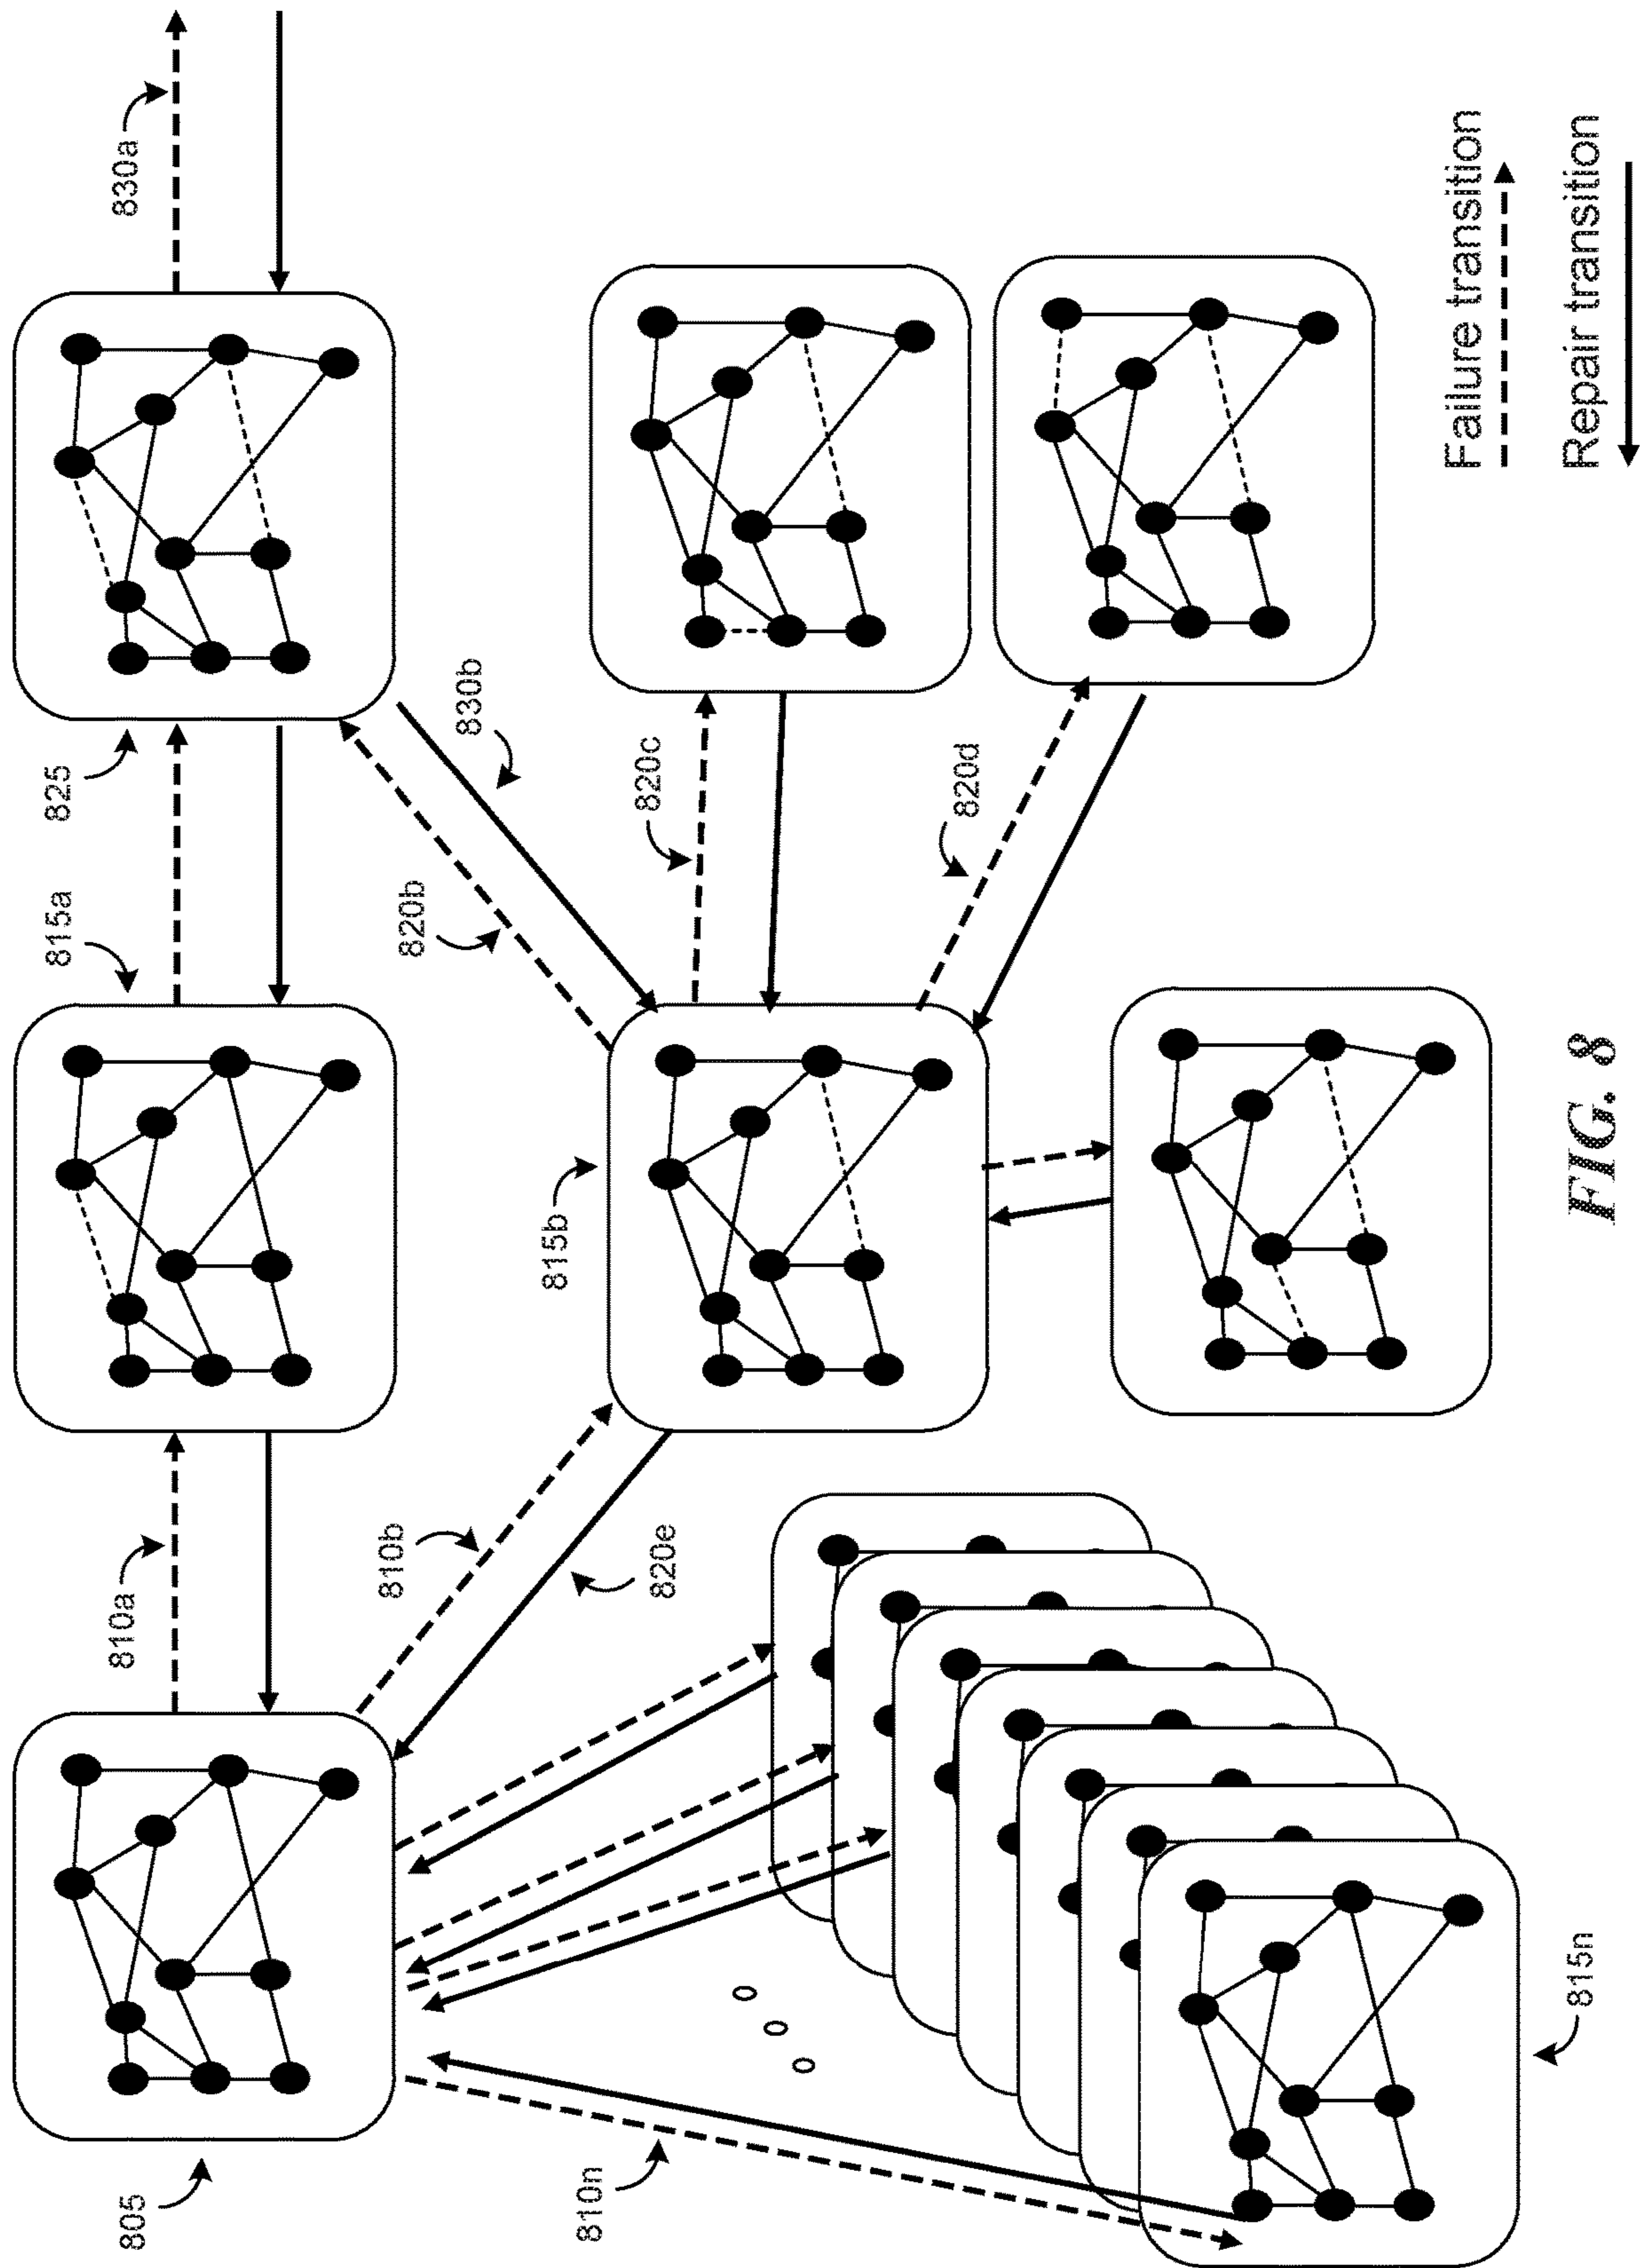 805
810a
815a
825
830a
810b
820b
830b
815b
810n
820e
820c
820d
815n
Failure transition
Repair transition
FIG. 8